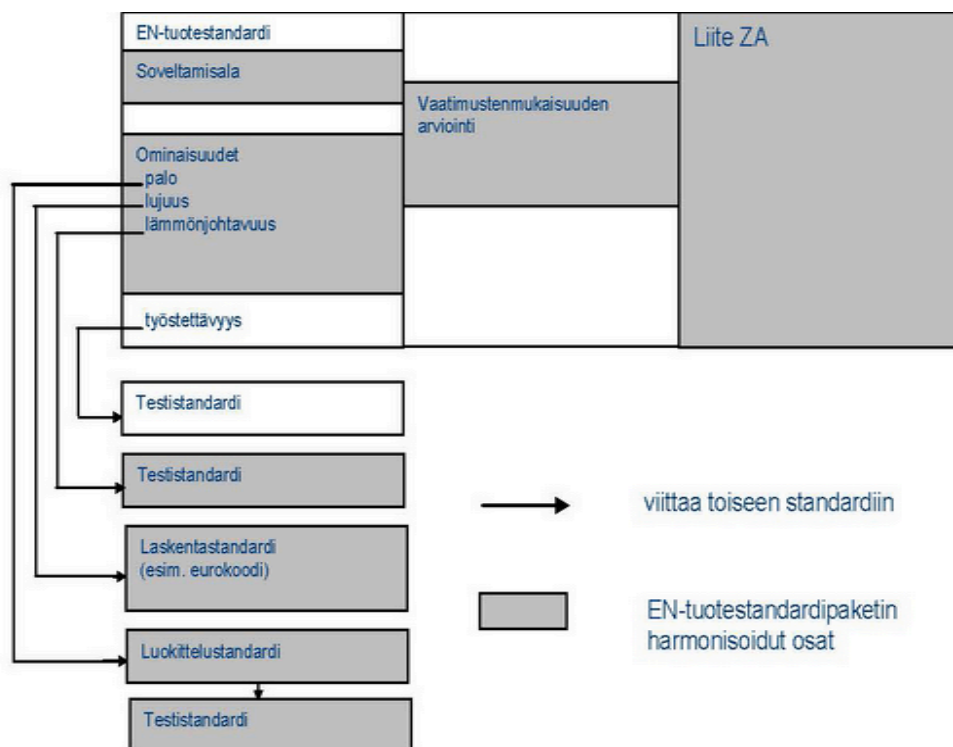 EN-tuotestandardi
Soveltamisala
Ominaisuudet
palo
lujuus
lämmönjohtavuus
työstettävyys
Vaatimustenmukaisuuden
arviointi
Liite ZA
Testistandardi
Testistandardi
Laskentastandardi
(esim. eurokoodi)
Luokittelustandardi
Testistandardi
viittaa toiseen standardiin
EN-tuotestandardipaketin
harmonisoidut osat